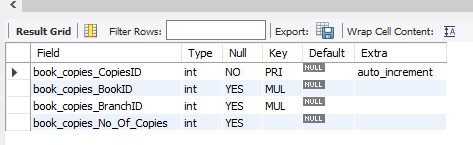 Result Grid Filter Rows: Export: Wrap Cell Content: IA
Field Type Null Key Default Extra
book_copies_CopiesID int NO PRI NULL auto_increment
book_copies_BookID int YES MUL NULL
book_copies_BranchID int YES MUL NULL
book_copies_No_Of_Copies int YES NULL